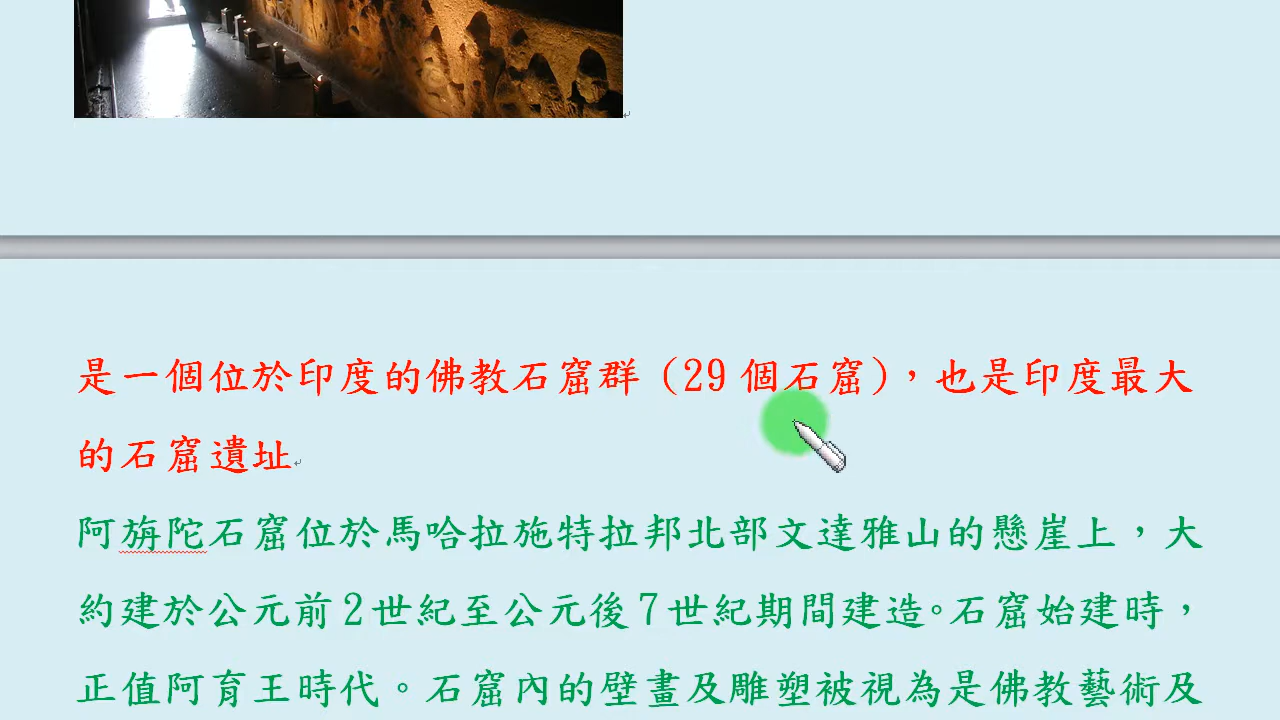 是一個位於印度的佛教石窟群（29 個石窟），也是印度最大
的石窟遺址
阿旃陀石窟位於馬哈拉施特拉邦北部文達雅山的懸崖上，大
約建於公元前 2 世紀至公元後 7 世紀期間建造。石窟始建時，
正值阿育王時代。石窟內的壁畫及雕塑被視為是佛教藝術及